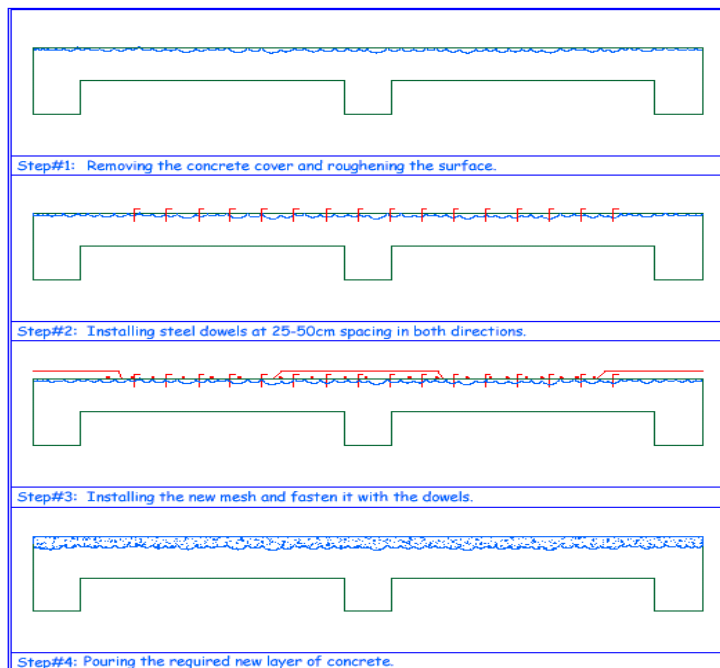 Step#1: Removing the concrete cover and roughening the surface.
Step#2: Installing steel dowels at 25-50cm spacing in both directions.
Step#3: Installing the new mesh and fasten it with the dowels.
Step#4: Pouring the required new layer of concrete.